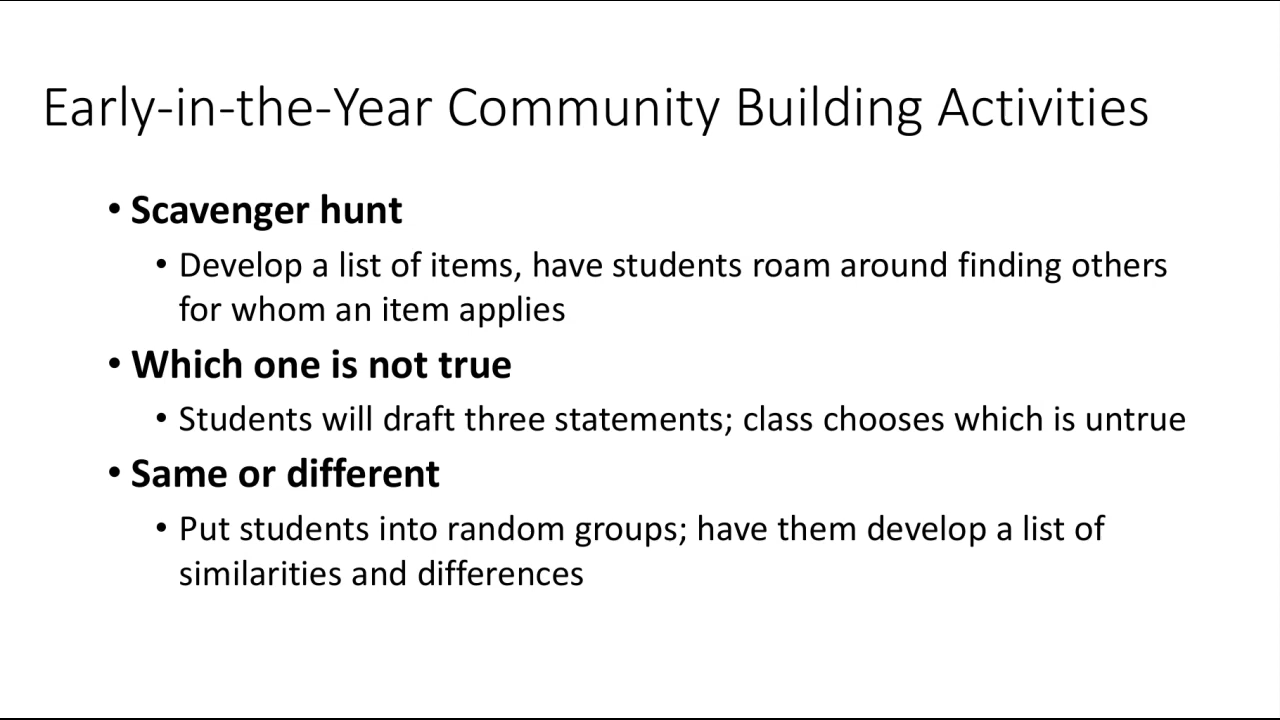 Early-in-the-Year Community Building Activities
• Scavenger hunt
• Develop a list of items, have students roam around finding others
for whom an item applies
• Which one is not true
• Students will draft three statements; class chooses which is untrue
• Same or different
• Put students into random groups; have them develop a list of
similarities and differences